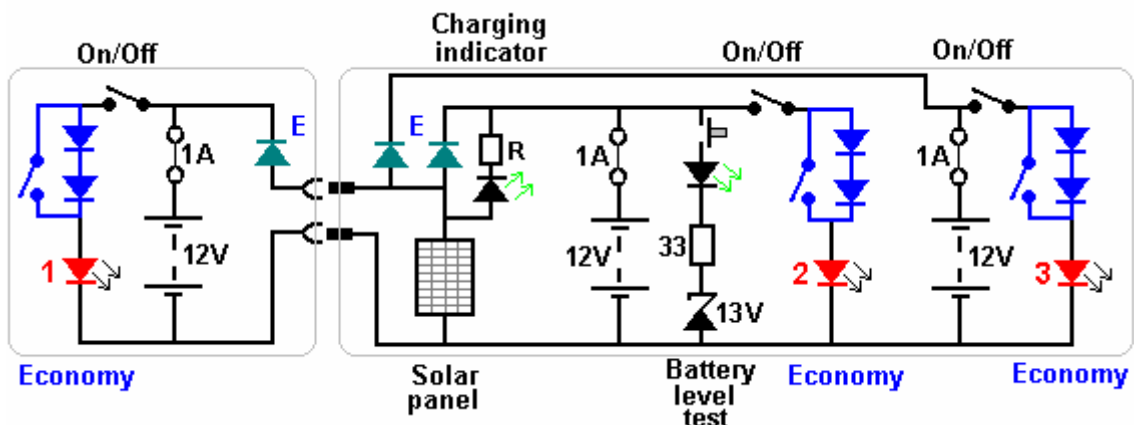 Charging
indicator
On/Off
On/Off
On/Off
E
E
R
1A
1A
1A
12V
12V
33
12V
1
2
3
13V
Economy
Solar
panel
Battery
level
test
Economy
Economy